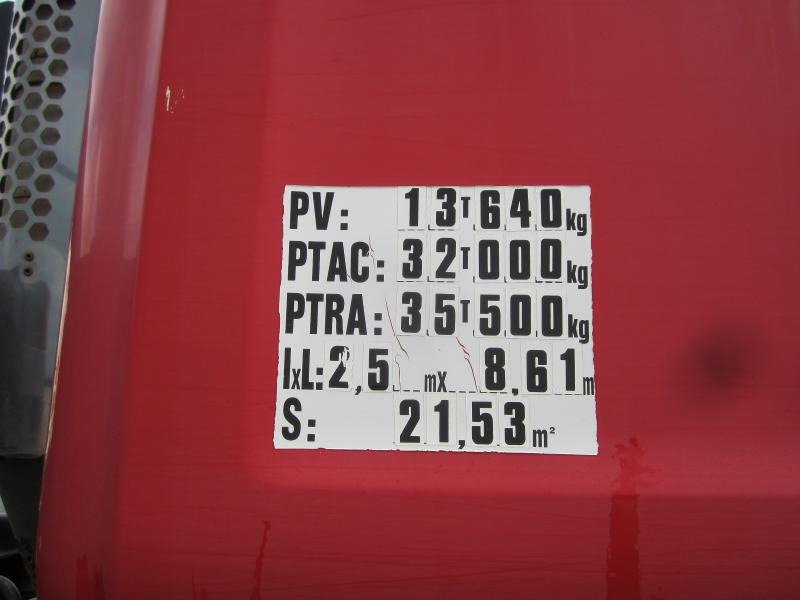 PV: 13T640kg
PTAC: 32T000kg
PTRA: 35T500kg
lxL: 2,5 mX 8,61m
S: 21,53m²